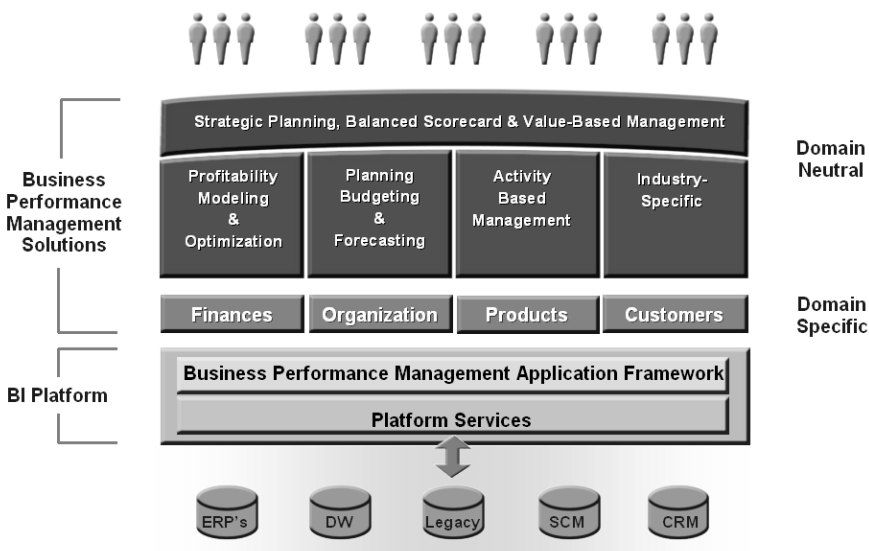 Strategic Planning, Balanced Scorecard & Value-Based Management
Domain
Neutral
Business
Performance
Management
Solutions
Profitability
Modeling
&
Optimization
Planning
Budgeting
&
Forecasting
Activity
Based
Management
Industry-
Specific
Finances
Organization
Products
Customers
Domain
Specific
BI Platform
Business Performance Management Application Framework
Platform Services
ERP's
DW
Legacy
SCM
CRM